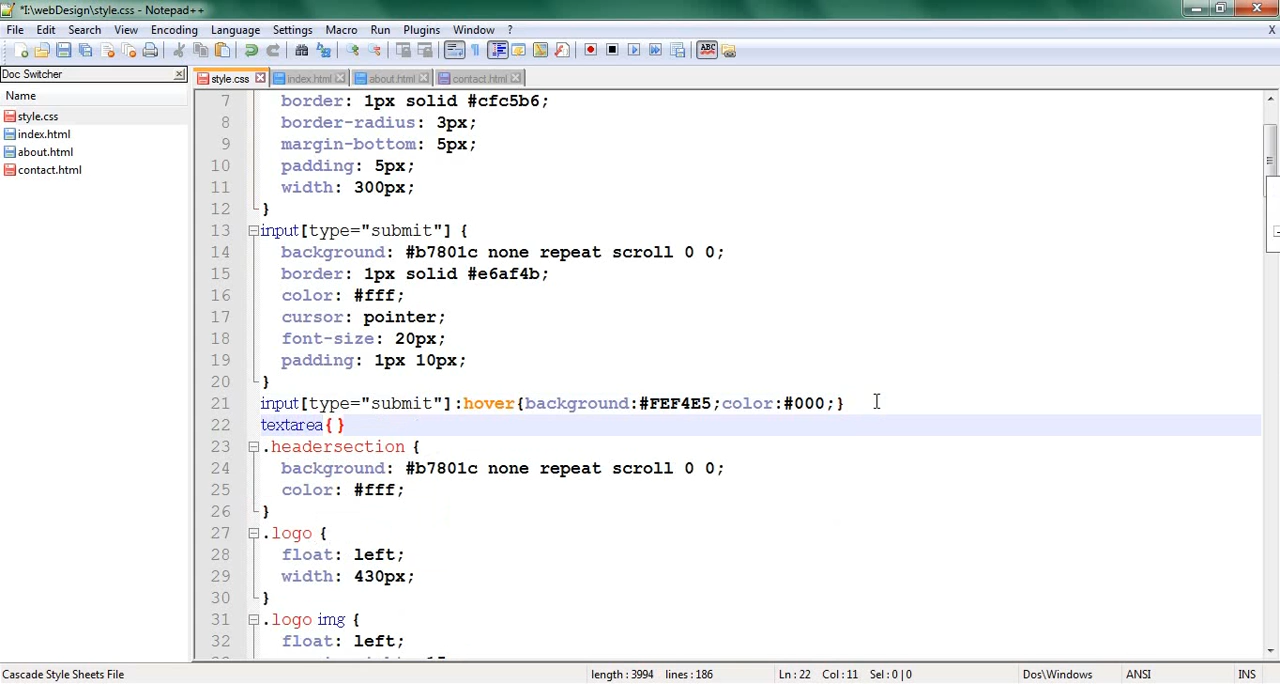 *I:\webDesign\style.css - Notepad++
File Edit Search View Encoding Language Settings Macro Run Plugins Window ? X
ABC
Doc Switcher
style.css index.html about.html contact.html
Name
style.css
index.html
about.html
contact.html
7 border: 1px solid #cfc5b6;
8 border-radius: 3px;
9 margin-bottom: 5px;
10 padding: 5px;
11 width: 300px;
12 }
13 input[type="submit"] {
14 background: #b7801c none repeat scroll 0 0;
15 border: 1px solid #e6af4b;
16 color: #fff;
17 cursor: pointer;
18 font-size: 20px;
19 padding: 1px 10px;
20 }
21 input[type="submit"]:hover{background:#FEF4E5;color:#000;}
22 textarea{}
23 .headersection {
24 background: #b7801c none repeat scroll 0 0;
25 color: #fff;
26 }
27 .logo {
28 float: left;
29 width: 430px;
30 }
31 .logo img {
32 float: left;
Cascade Style Sheets File length : 3994 lines : 186 Ln : 22 Col : 11 Sel : 0 | 0 Dos\Windows ANSI INS